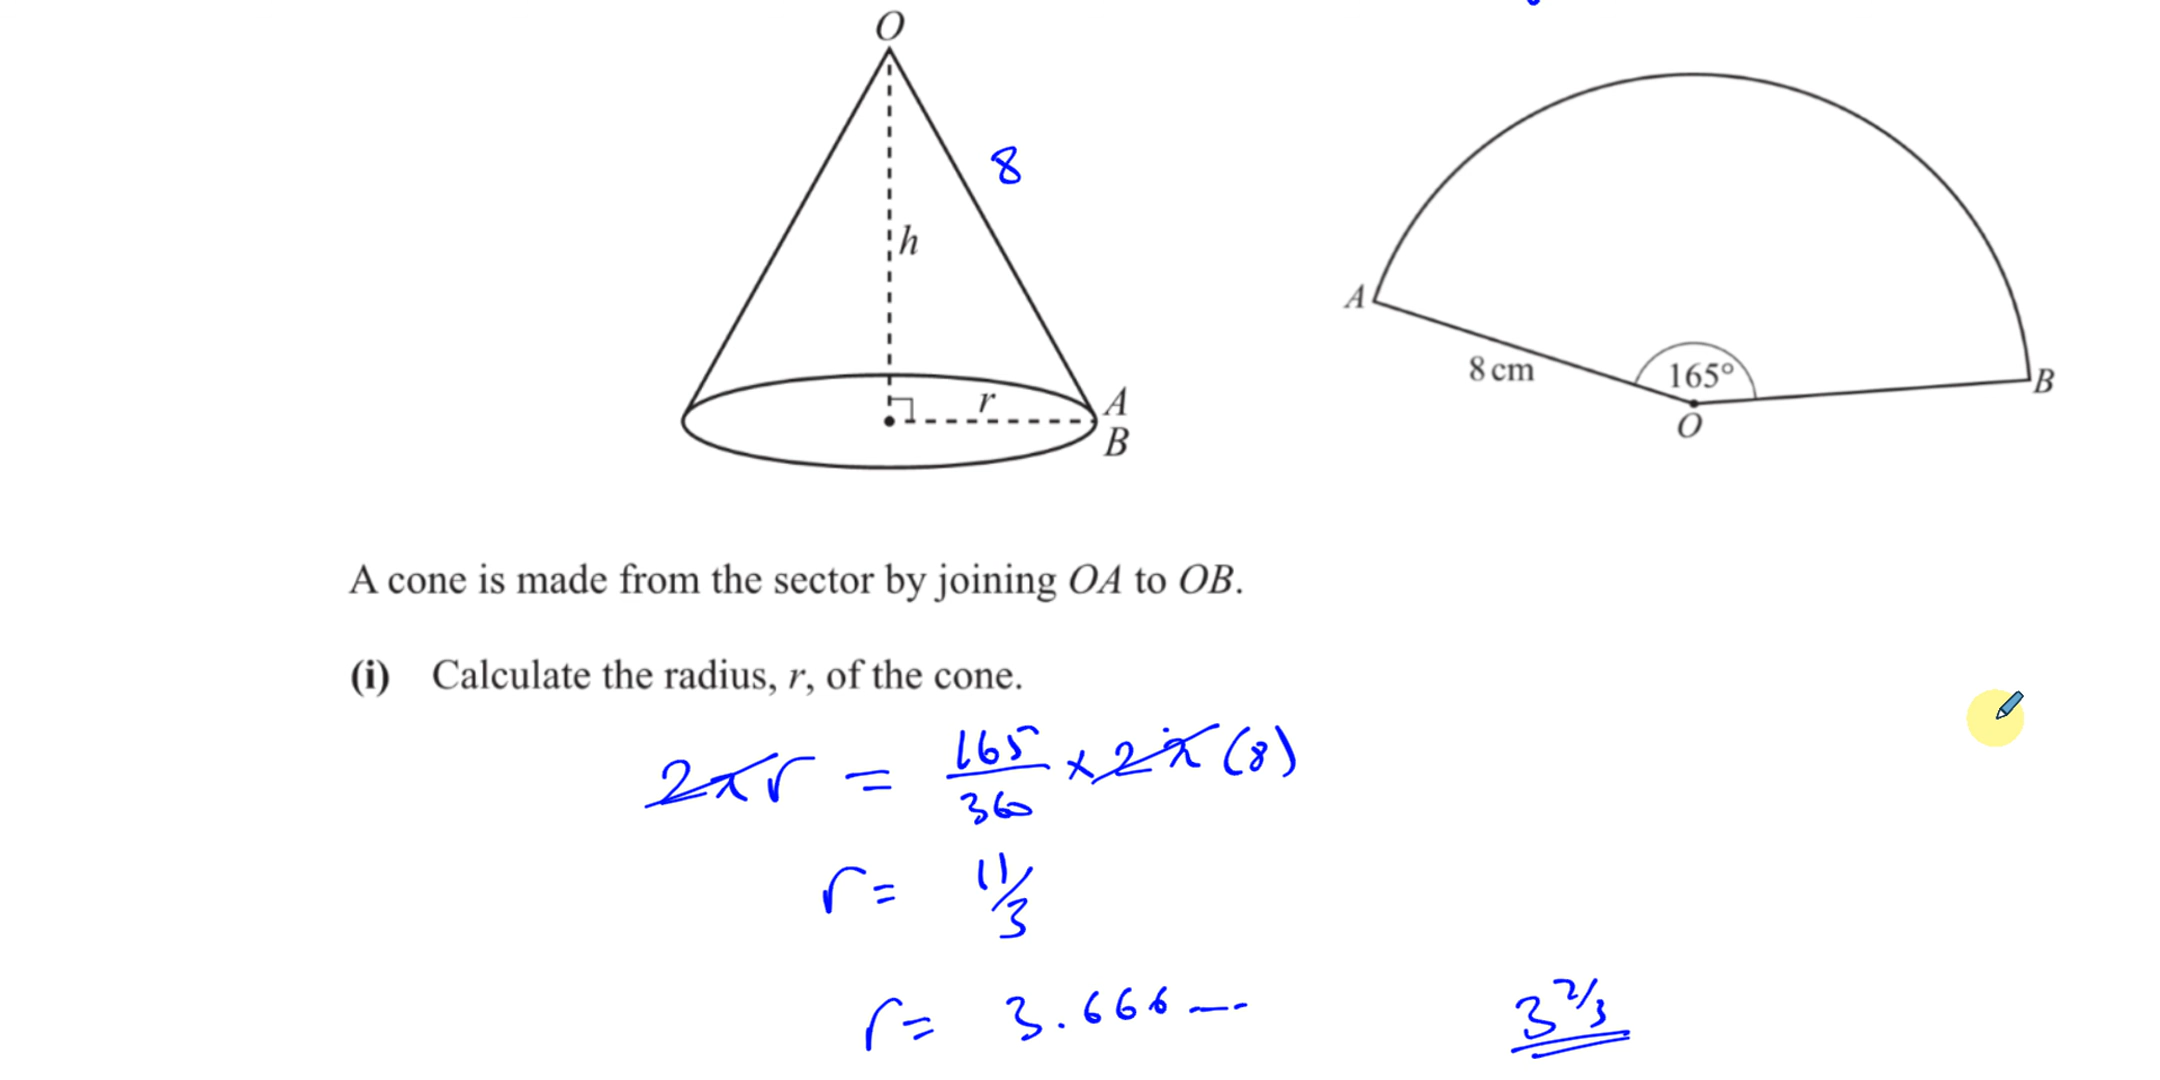 O
8
h
r
A
B
A
8 cm
165°
O
B
A cone is made from the sector by joining OA to OB.
(i) Calculate the radius, r, of the cone.
2πr = 165/360 × 2π (8)
r = 11/3
r = 3.666 ---
3 2/3